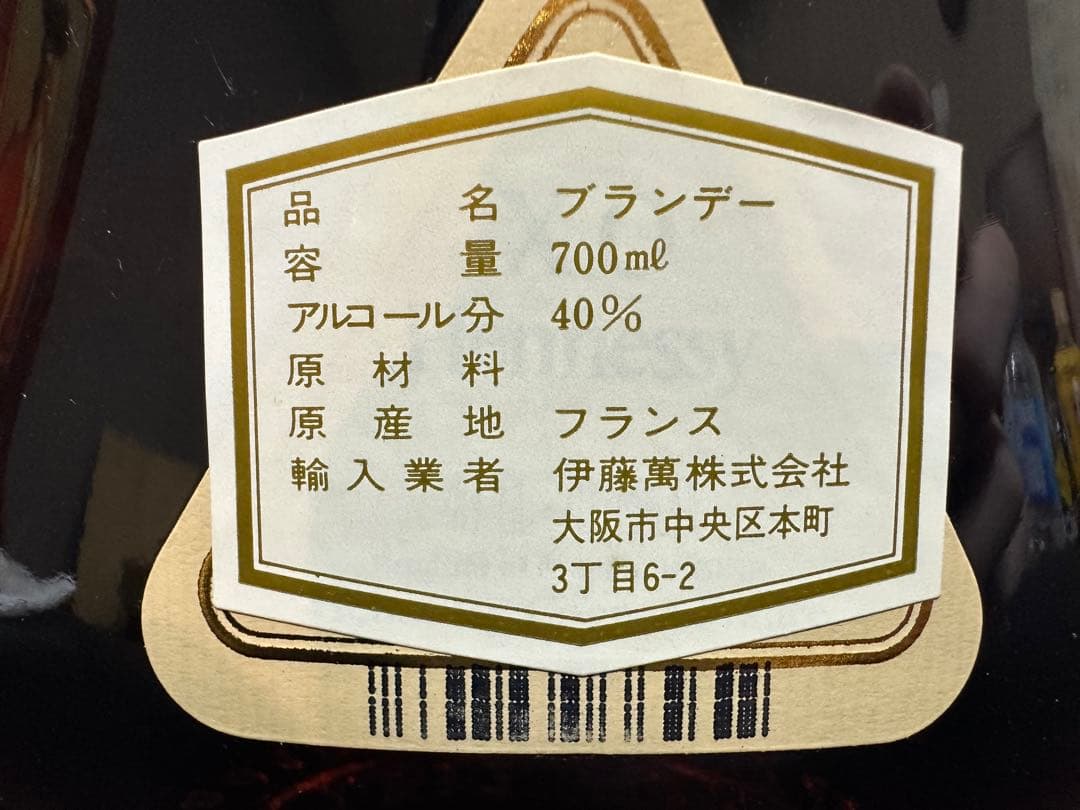 品名 ブランデー
容量 700ml
アルコール分 40%
原材料
原産地 フランス
輸入業者 伊藤萬株式会社
大阪市中央区本町
3丁目6-2